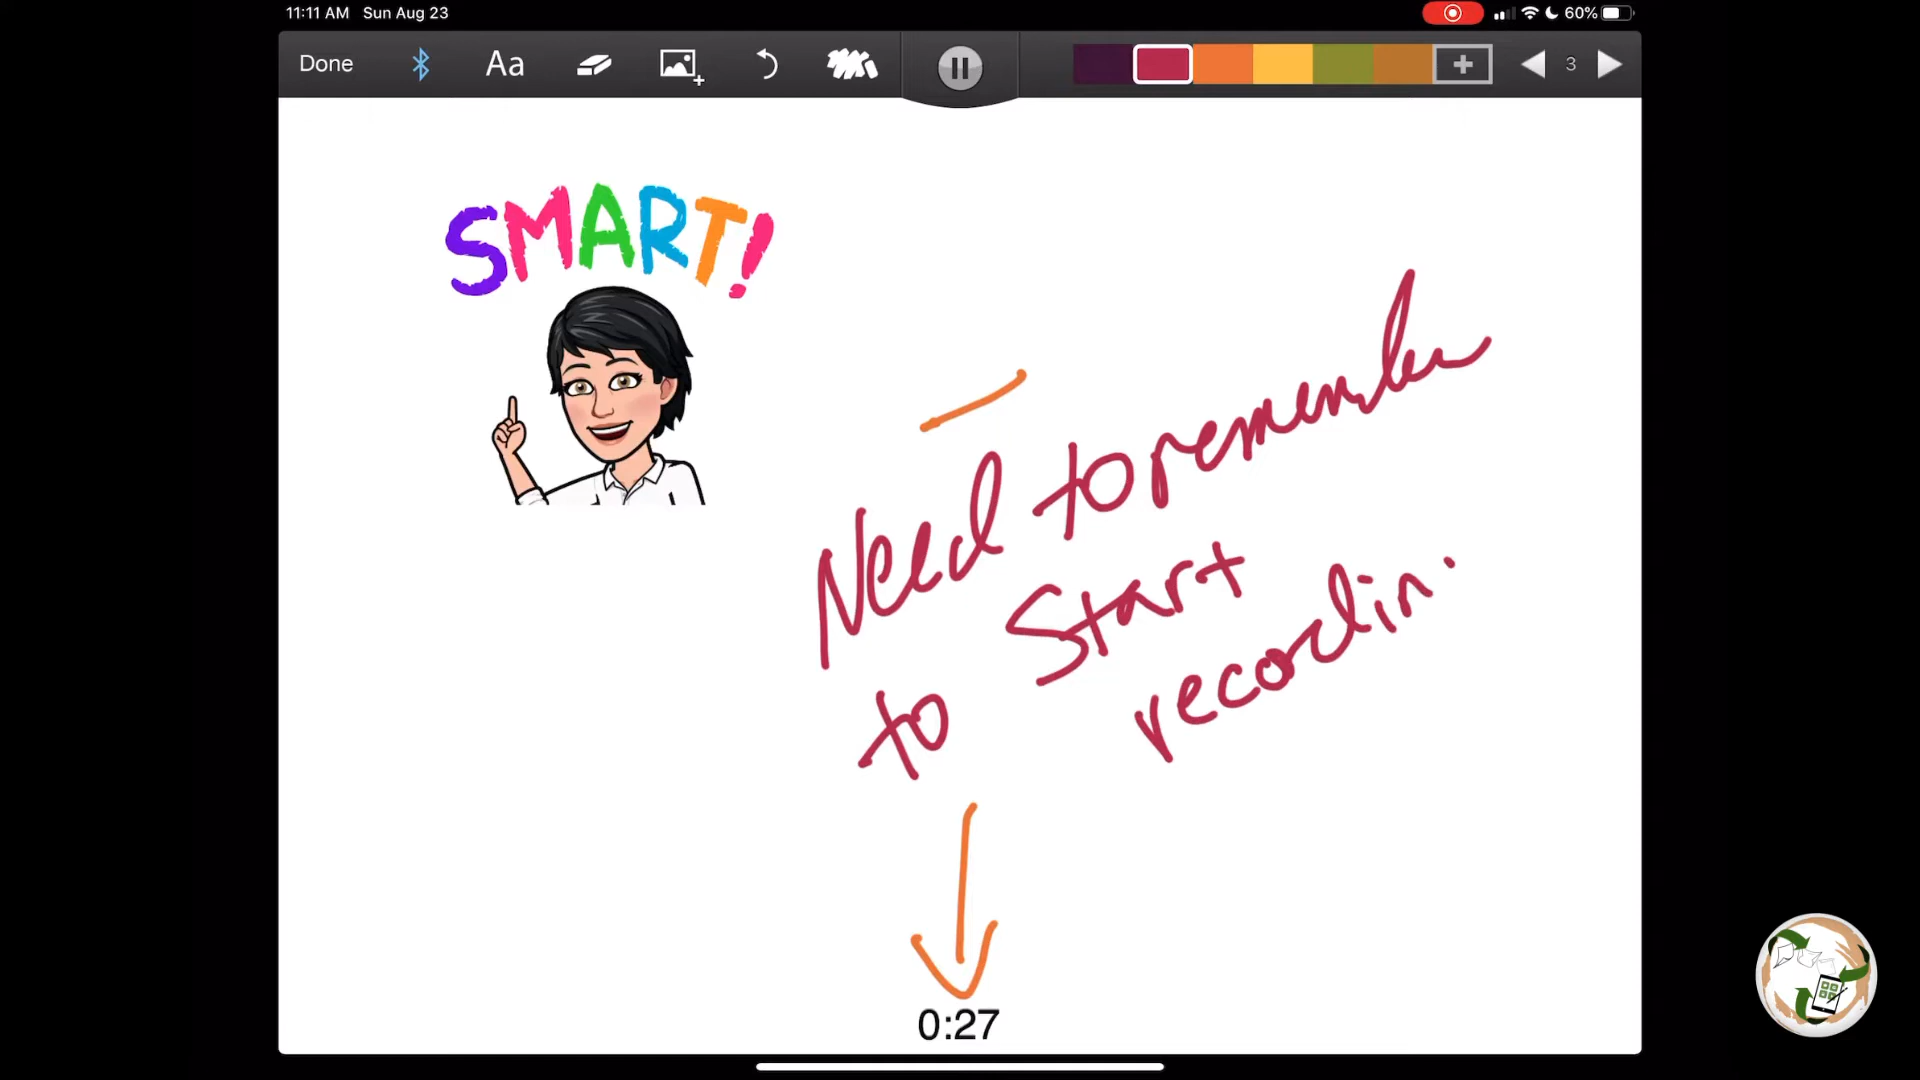 11:11 AM Sun Aug 23
60%
Done Aa 3
SMART!
Need to remember
to Start
recordin
0:27